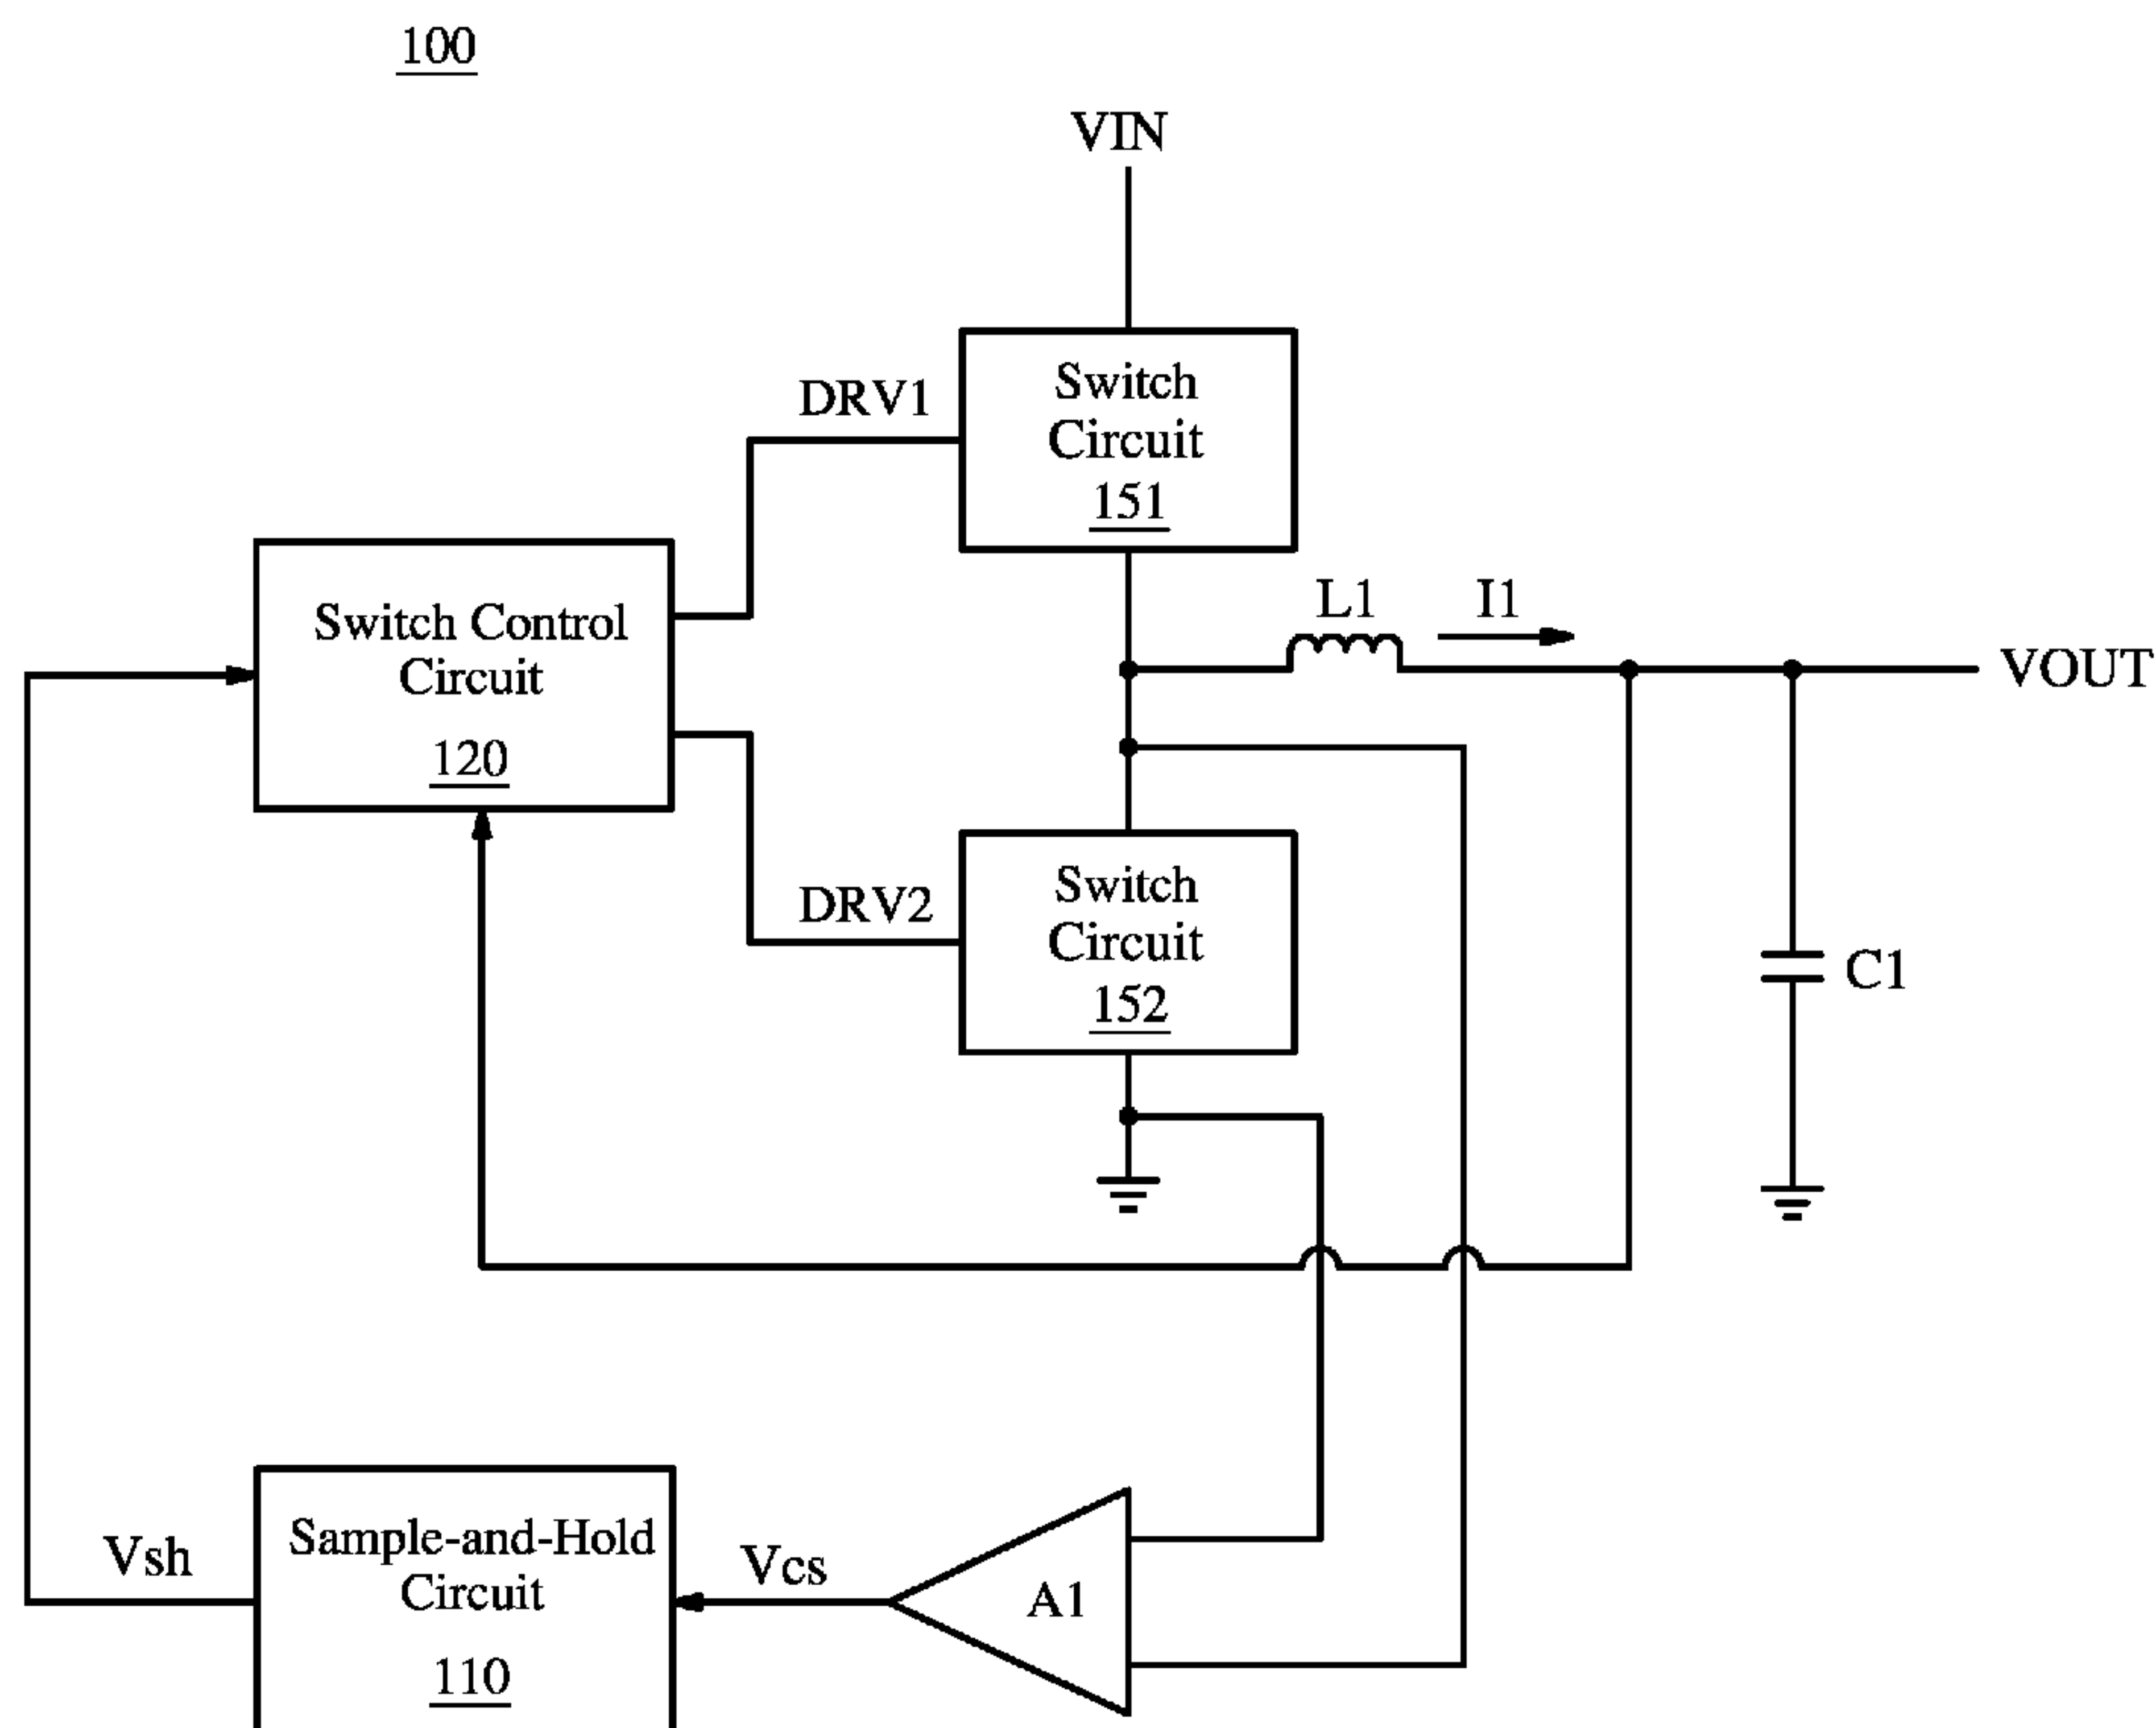 100
VIN
Switch
Circuit
151
DRV1
Switch Control
Circuit
120
L1
I1
VOUT
DRV2
Switch
Circuit
152
C1
Sample-and-Hold
Circuit
110
Vsh
Vcs
A1